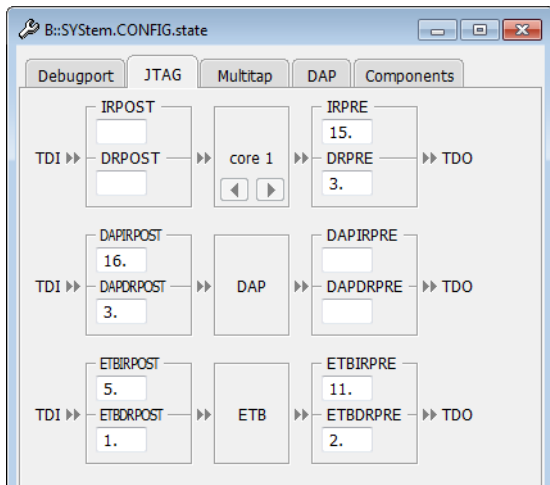 B::SYStem.CONFIG.state
Debugport JTAG Multitap DAP Components
IRPOST IRPRE
15.
TDI DRPOST core 1 DRPRE TDO
3.
DAPIRPOST DAPIRPRE
16.
TDI DAPDRPOST DAP DAPDRPRE TDO
3.
ETBIRPOST ETBIRPRE
5. 11.
TDI ETBDRPOST ETB ETBDRPRE TDO
1. 2.